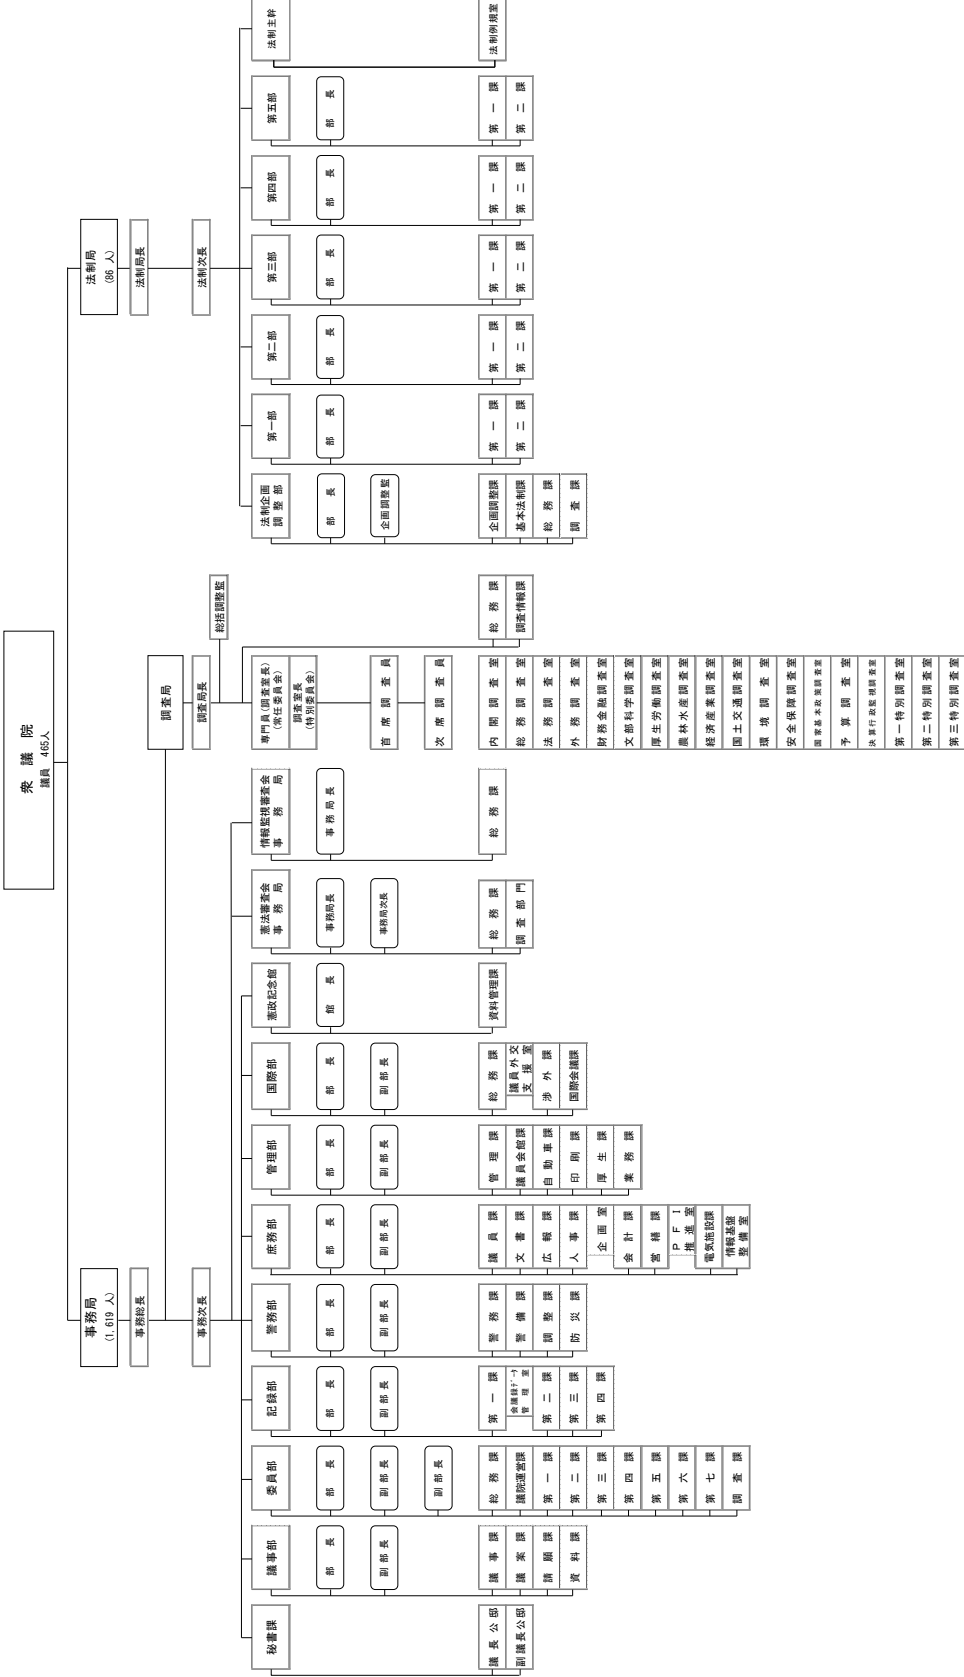 衆議院
議員 465人
事務局
(1,619 人)
事務総長
事務次長
秘書課
議長公邸
副議長公邸
議事部
部長
副部長
議事課
議案課
請願課
資料課
委員部
部長
副部長
副部長
総務課
議院運営課
第一課
第二課
第三課
第四課
第五課
第六課
第七課
調査課
記録部
部長
副部長
第一課
会議録データ
管理室
第二課
第三課
第四課
警務部
部長
副部長
警務課
警備課
調整課
防災課
庶務部
部長
副部長
議員課
文書課
広報課
人事課
企画室
会計課
営繕課
PFI
推進室
電気施設課
情報基盤
整備室
管理部
部長
副部長
管理課
議員会館課
自動車課
印刷課
厚生課
業務課
国際部
部長
副部長
総務課
議員外交
支援室
渉外課
国際会議課
憲政記念館
館長
資料管理課
憲法審査会
事務局
事務局長
事務局次長
総務課
調査部門
情報監視審査会
事務局
事務局長
総務課
調査局
調査局長
総括調整監
専門員(調査室長)
(常任委員会)
調査室長
(特別委員会)
首席調査員
次席調査員
総務課
調査情報課
内閣調査室
総務調査室
法務調査室
外務調査室
財務金融調査室
文部科学調査室
厚生労働調査室
農林水産調査室
経済産業調査室
国土交通調査室
環境調査室
安全保障調査室
国家基本政策調査室
予算調査室
決算行政監視調査室
第一特別調査室
第二特別調査室
第三特別調査室
法制局
(86 人)
法制局長
法制次長
法制企画
調整部
部長
企画調整監
企画調整課
基本法制課
総務課
調査課
第一部
部長
第一課
第二課
第二部
部長
第一課
第二課
第三部
部長
第一課
第二課
第四部
部長
第一課
第二課
第五部
部長
第一課
第二課
法制主幹
法制例規室